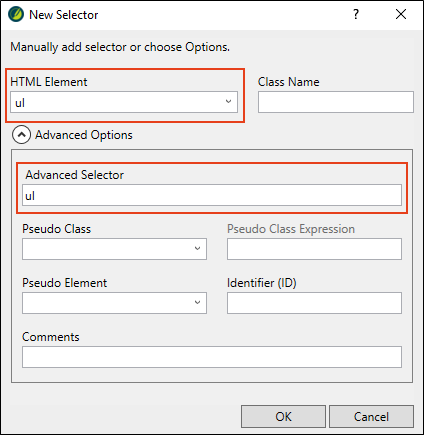 New Selector
?
Manually add selector or choose Options.
HTML Element
Class Name
ul
Advanced Options
Advanced Selector
ul
Pseudo Class
Pseudo Class Expression
Pseudo Element
Identifier (ID)
Comments
OK
Cancel